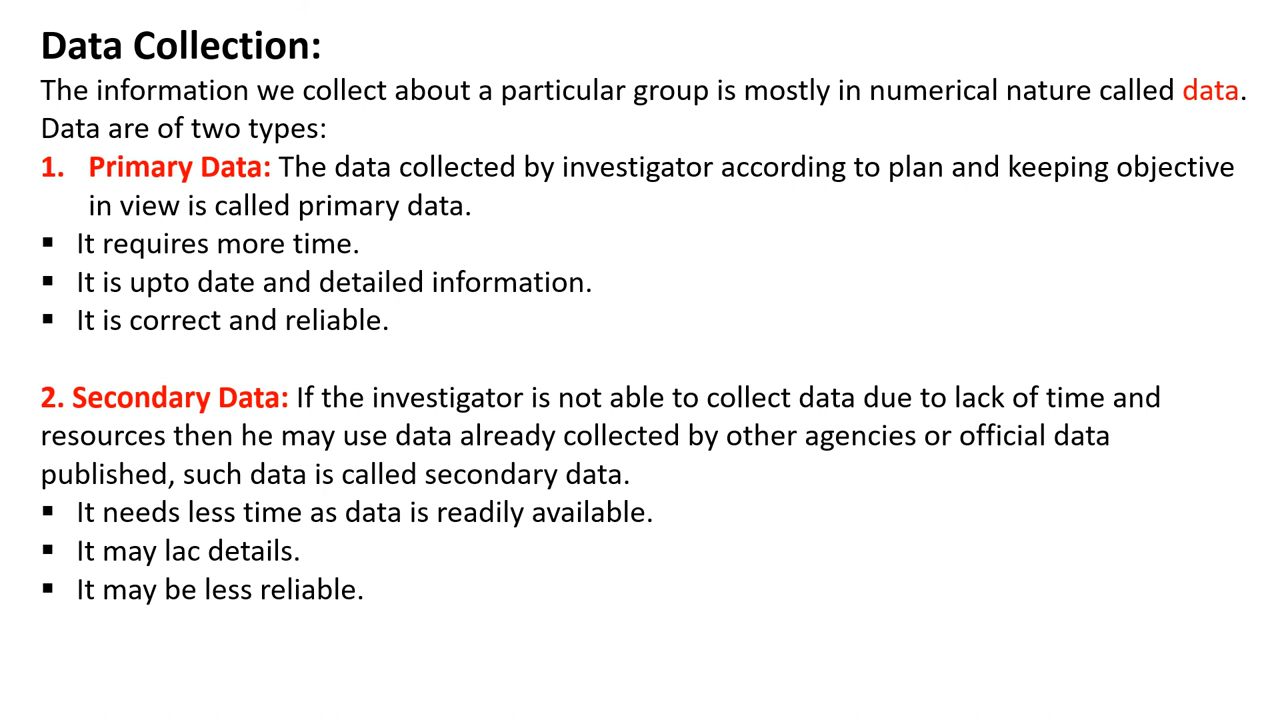 Data Collection:
The information we collect about a particular group is mostly in numerical nature called data.
Data are of two types:
1. Primary Data: The data collected by investigator according to plan and keeping objective
in view is called primary data.
▪ It requires more time.
▪ It is upto date and detailed information.
▪ It is correct and reliable.
2. Secondary Data: If the investigator is not able to collect data due to lack of time and
resources then he may use data already collected by other agencies or official data
published, such data is called secondary data.
▪ It needs less time as data is readily available.
▪ It may lac details.
▪ It may be less reliable.